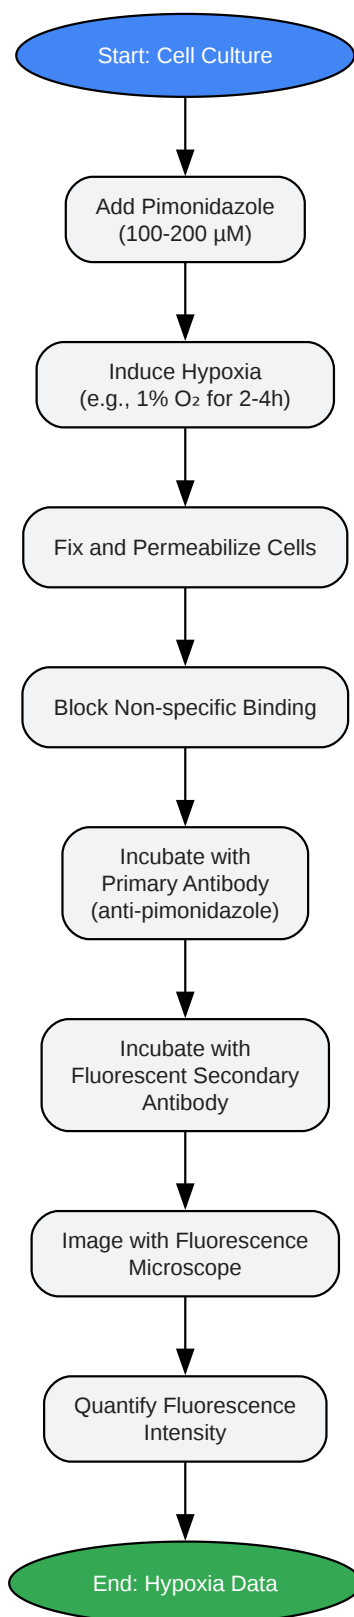 Start: Cell Culture
Add Pimonidazole
(100-200 µM)
Induce Hypoxia
(e.g., 1% O₂ for 2-4h)
Fix and Permeabilize Cells
Block Non-specific Binding
Incubate with
Primary Antibody
(anti-pimonidazole)
Incubate with
Fluorescent Secondary
Antibody
Image with Fluorescence
Microscope
Quantify Fluorescence
Intensity
End: Hypoxia Data